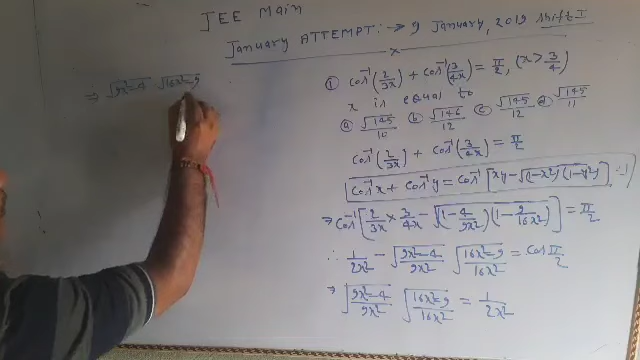 JEE Main
January ATTEMPT :→ 9 January, 2019 shift I
x
① cos⁻¹(2/3x) + cos⁻¹(3/4x) = π/2, (x > 3/4)
x is equal to
ⓐ √145/10 ⓑ √146/12 ⓒ √145/12 ⓓ √145/11
cos⁻¹(2/3x) + cos⁻¹(3/4x) = π/2
cos⁻¹x + cos⁻¹y = cos⁻¹[xy − √(1−x²) √(1−y²)]
⇒ cos⁻¹[2/3x × 3/4x − √(1 − 4/9x²) √(1 − 9/16x²)] = π/2
∴ 1/2x² − √(9x²−4/9x²) √(16x²−9/16x²) = cos π/2
⇒ √(9x²−4/9x²) √(16x²−9/16x²) = 1/2x²
⇒ √9x²−4 √16x²−9